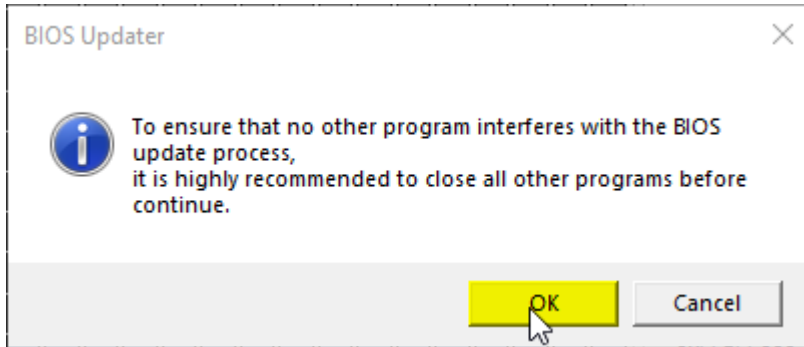 BIOS Updater
To ensure that no other program interferes with the BIOS
update process,
it is highly recommended to close all other programs before
continue.
OK
Cancel